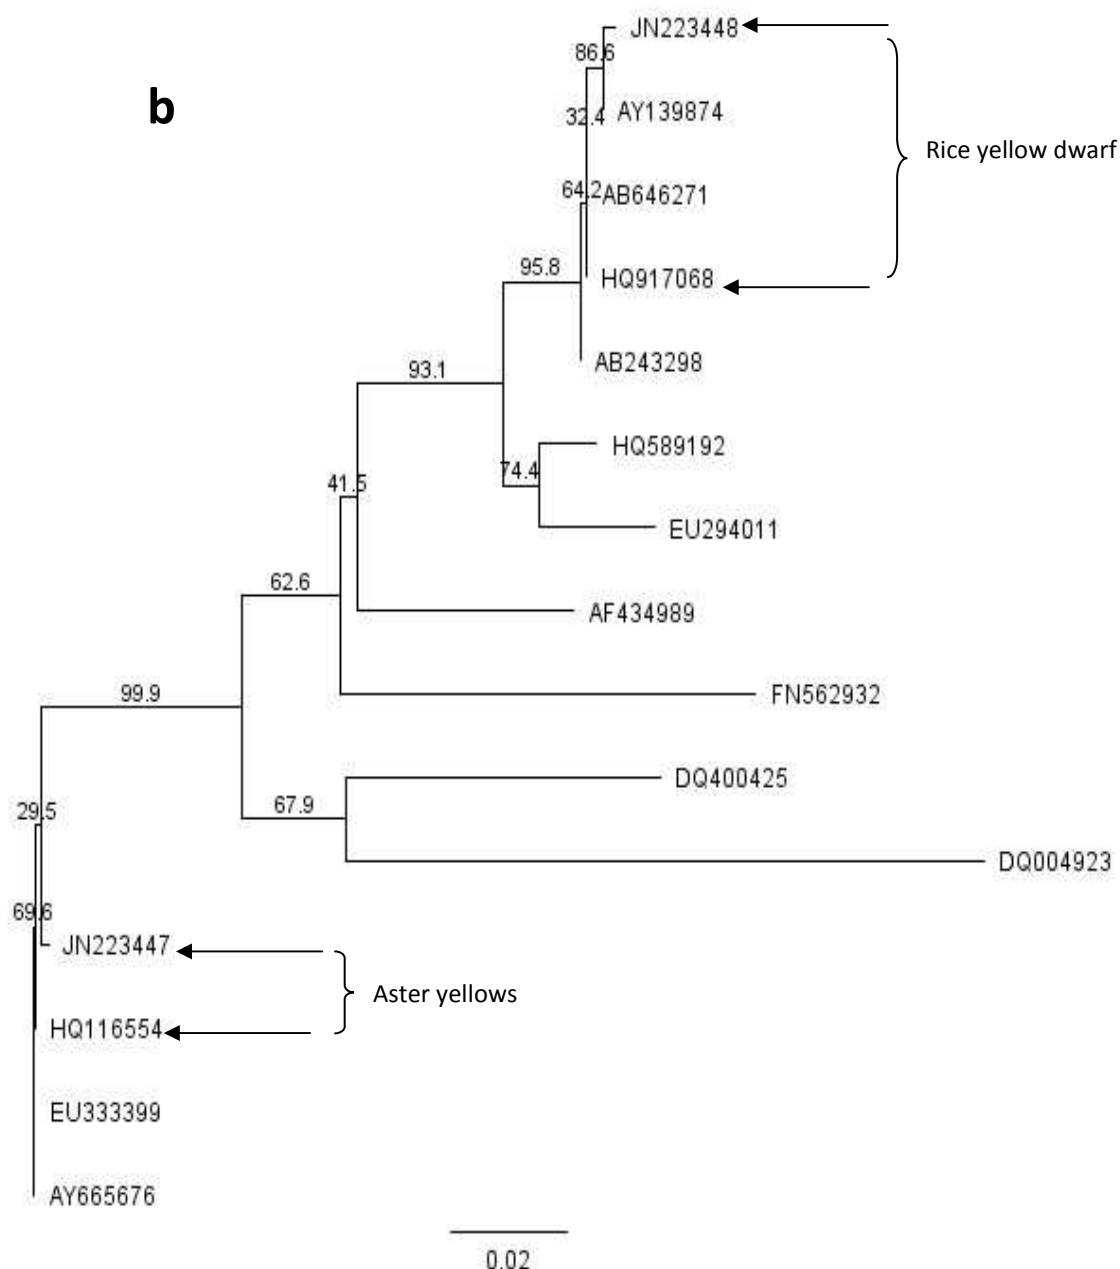 JN223448
86.6
b
32.4 AY139874
Rice yellow dwarf
64.2 AB646271
95.8
HQ917068
93.1
AB243298
HQ589192
74.4
41.5
EU294011
62.6
AF434989
99.9
FN562932
DQ400425
67.9
29.5
DQ004923
69.6
JN223447
Aster yellows
HQ116554
EU333399
AY665676
0.02